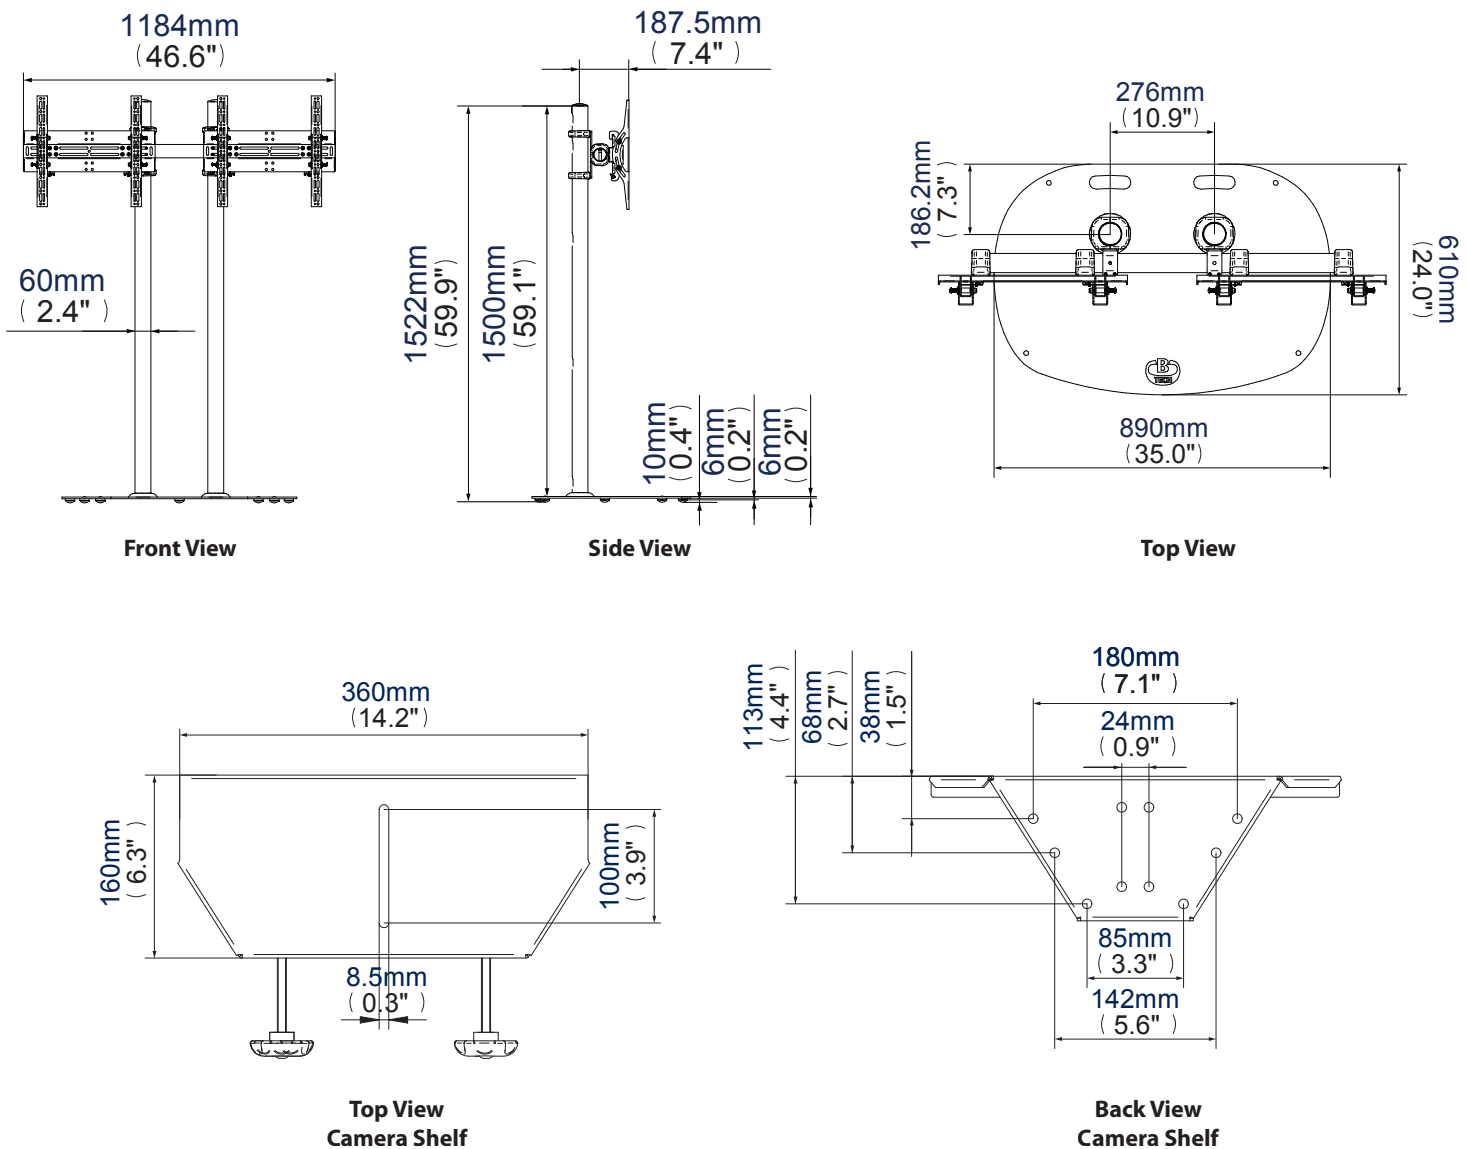 1184mm
(46.6")
60mm
( 2.4")
Front View
187.5mm
( 7.4" )
1522mm
(59.9")
1500mm
(59.1")
10mm
(0.4")
6mm
(0.2")
6mm
(0.2")
Side View
276mm
(10.9")
186.2mm
( 7.3" )
610mm
(24.0")
B
TECH
890mm
(35.0")
Top View
360mm
(14.2")
160mm
( 6.3" )
100mm
( 3.9" )
8.5mm
( 0.3" )
Top View
Camera Shelf
113mm
( 4.4" )
68mm
( 2.7" )
38mm
( 1.5" )
180mm
( 7.1" )
24mm
( 0.9" )
85mm
( 3.3" )
142mm
( 5.6" )
Back View
Camera Shelf